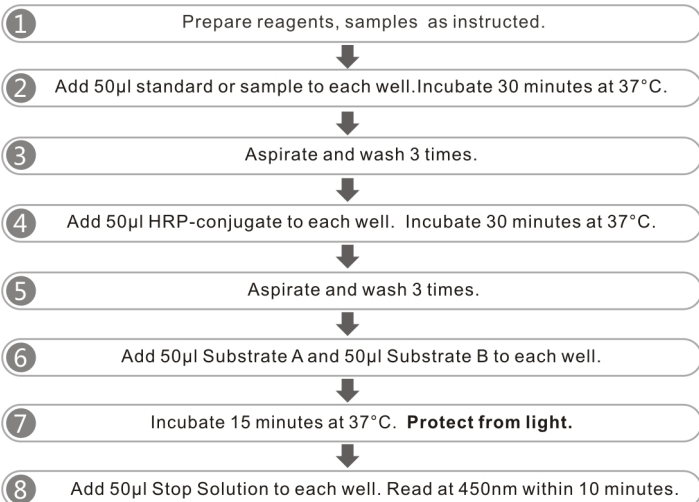 1 Prepare reagents, samples as instructed.
2 Add 50µl standard or sample to each well.Incubate 30 minutes at 37°C.
3 Aspirate and wash 3 times.
4 Add 50µl HRP-conjugate to each well. Incubate 30 minutes at 37°C.
5 Aspirate and wash 3 times.
6 Add 50µl Substrate A and 50µl Substrate B to each well.
7 Incubate 15 minutes at 37°C. Protect from light.
8 Add 50µl Stop Solution to each well. Read at 450nm within 10 minutes.